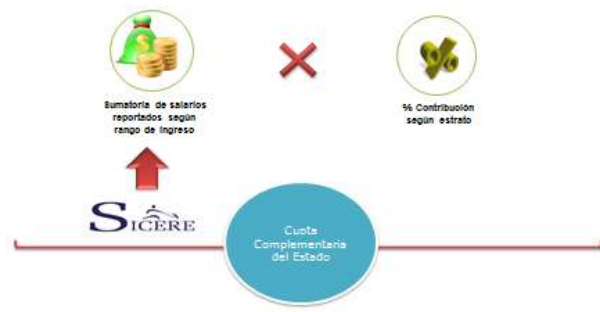 Sumatoria de salarios
reportados según
rango de ingreso
% Contribución
según estrato
SICERE
Cuota
Complementaria
del Estado